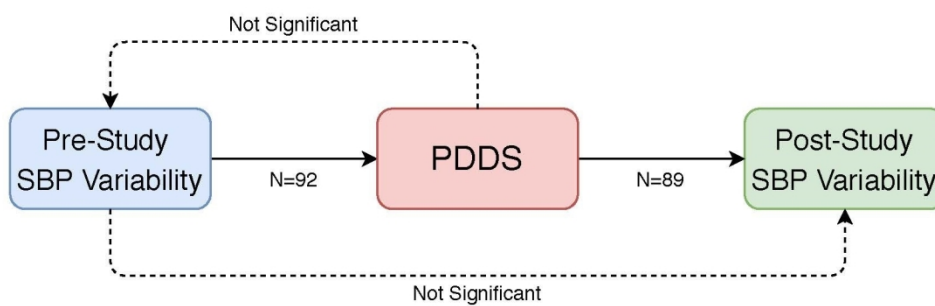 Not Significant
Pre-Study
SBP Variability
N=92
PDDS
N=89
Post-Study
SBP Variability
Not Significant